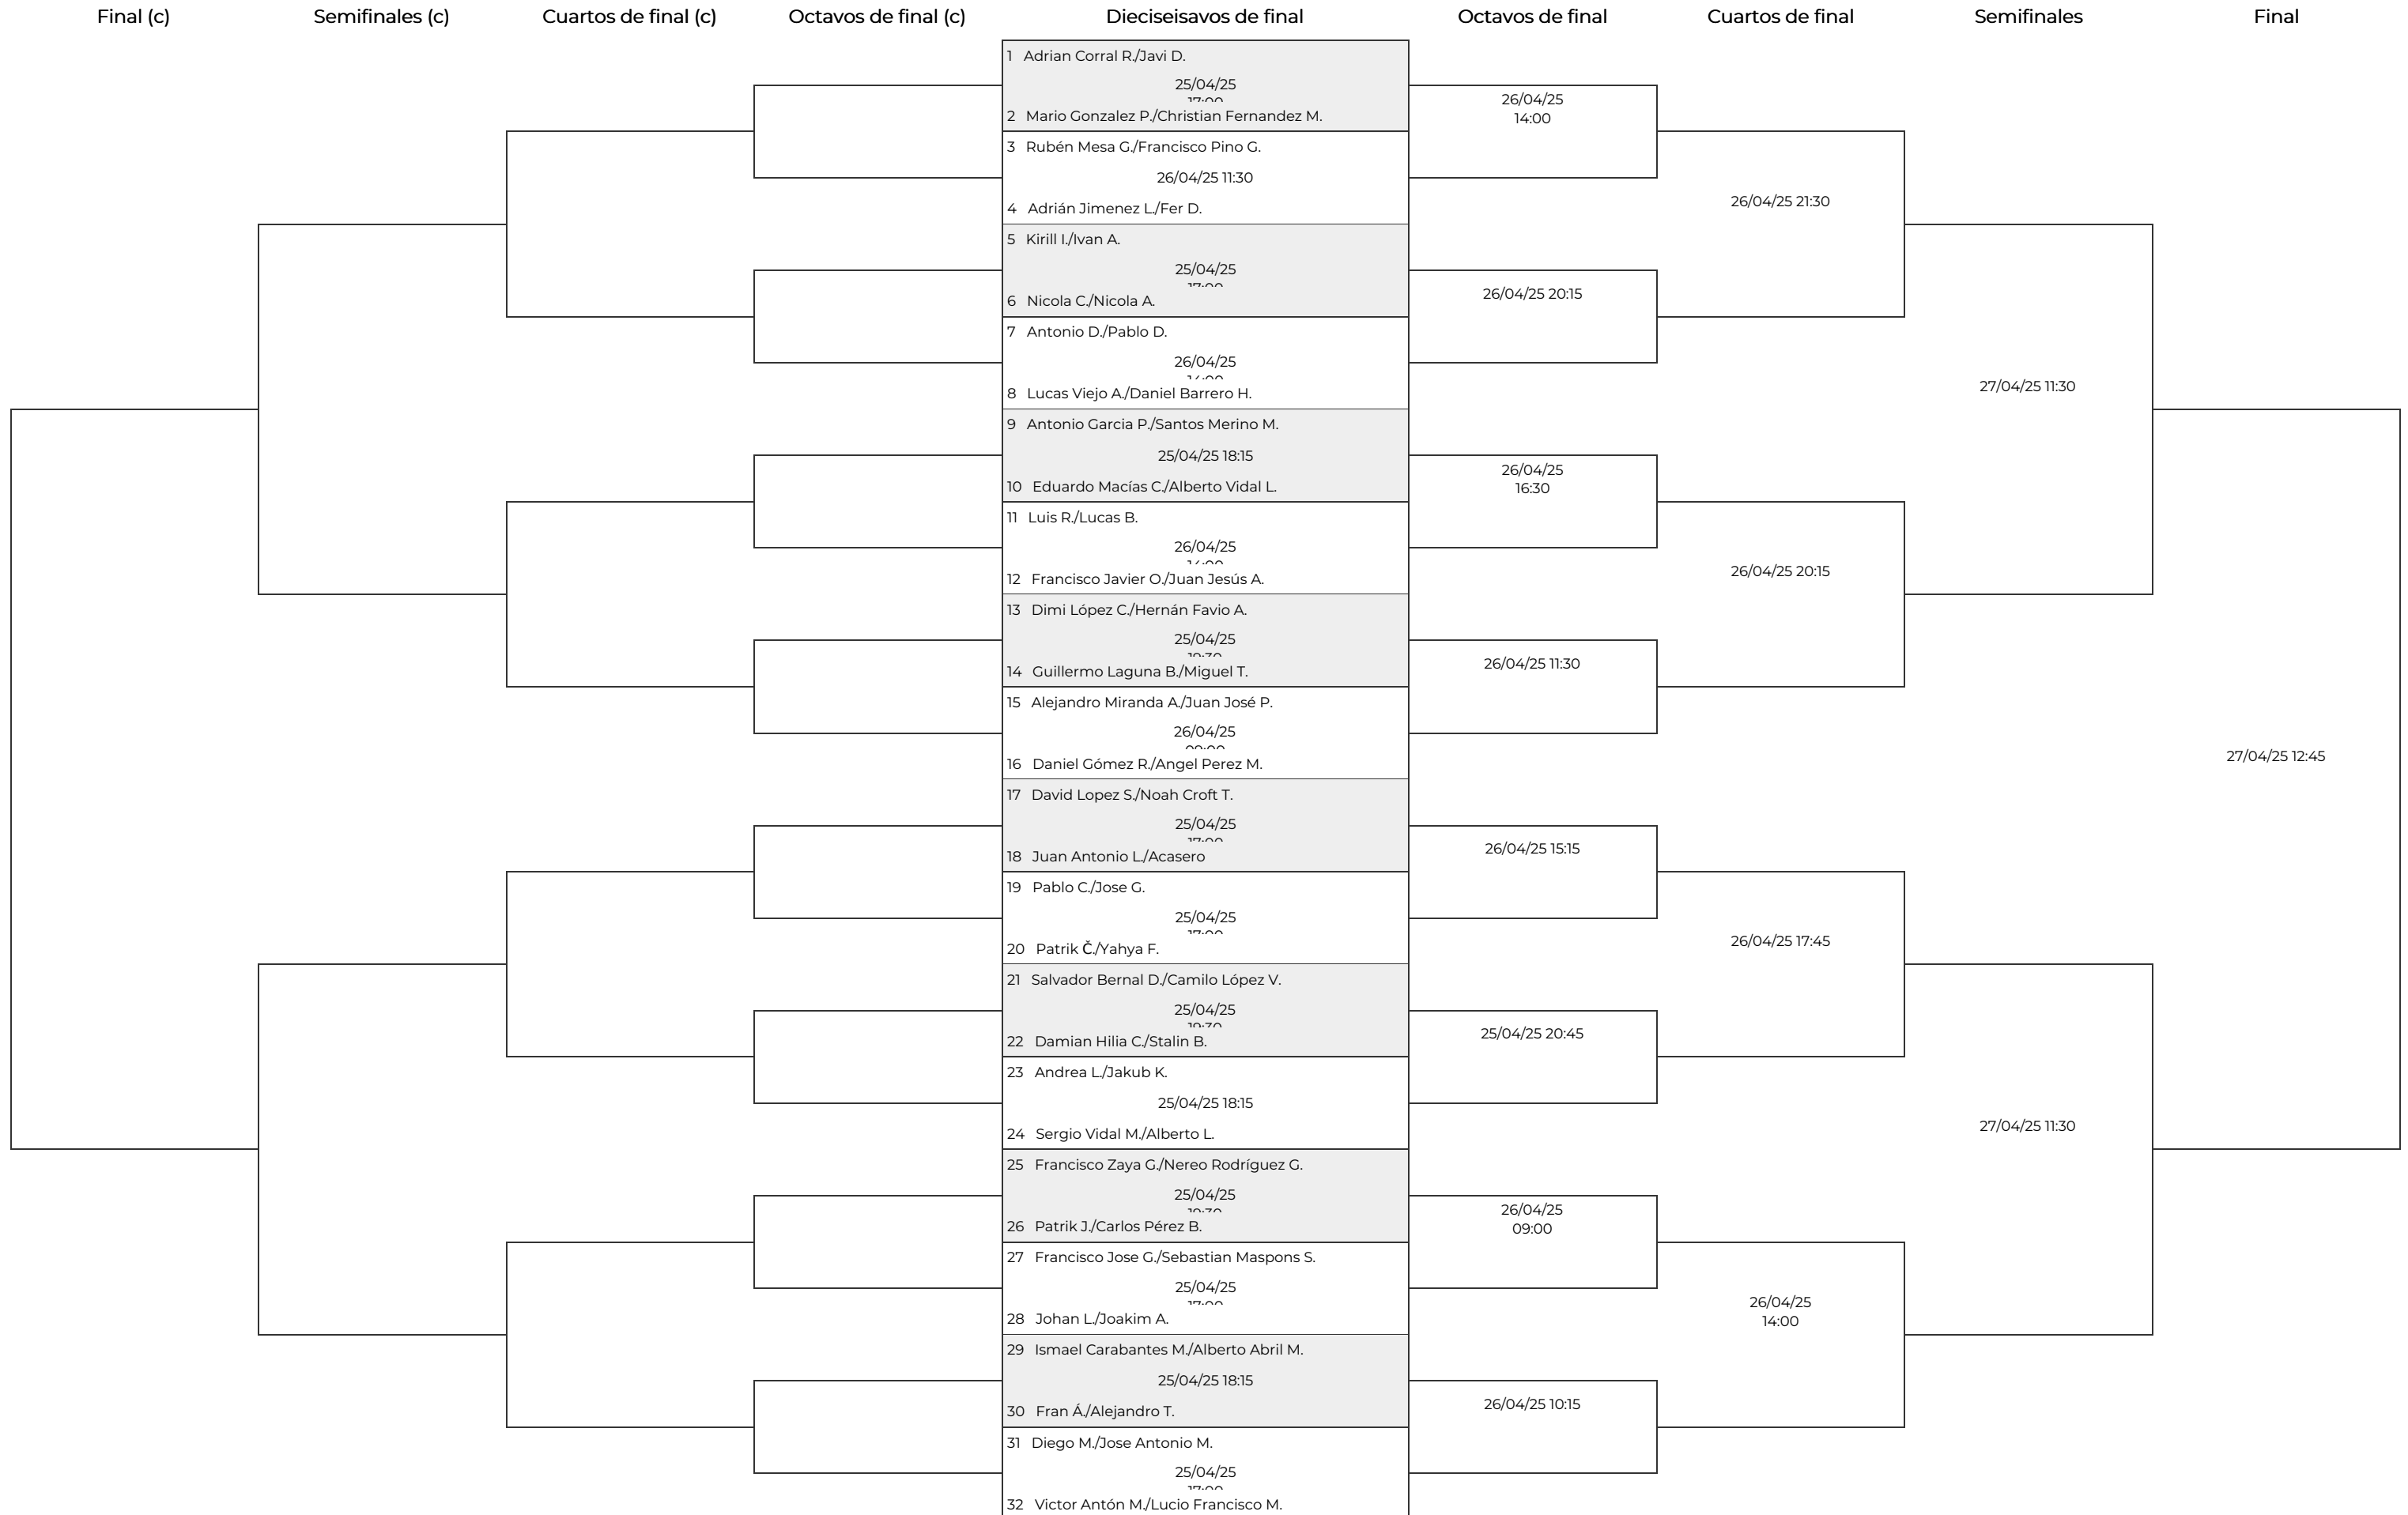 Final (c) Semifinales (c) Cuartos de final (c) Octavos de final (c) Dieciseisavos de final Octavos de final Cuartos de final Semifinales Final
1 Adrian Corral R./Javi D.
25/04/25
2 Mario Gonzalez P./Christian Fernandez M.
3 Rubén Mesa G./Francisco Pino G.
26/04/25 11:30
4 Adrián Jimenez L./Fer D.
5 Kirill I./Ivan A.
25/04/25
6 Nicola C./Nicola A.
7 Antonio D./Pablo D.
26/04/25
8 Lucas Viejo A./Daniel Barrero H.
9 Antonio Garcia P./Santos Merino M.
25/04/25 18:15
10 Eduardo Macías C./Alberto Vidal L.
11 Luis R./Lucas B.
26/04/25
12 Francisco Javier O./Juan Jesús A.
13 Dimi López C./Hernán Favio A.
25/04/25
14 Guillermo Laguna B./Miguel T.
15 Alejandro Miranda A./Juan José P.
26/04/25
16 Daniel Gómez R./Angel Perez M.
17 David Lopez S./Noah Croft T.
25/04/25
18 Juan Antonio L./Acasero
19 Pablo C./Jose G.
25/04/25
20 Patrik Č./Yahya F.
21 Salvador Bernal D./Camilo López V.
25/04/25
22 Damian Hilia C./Stalin B.
23 Andrea L./Jakub K.
25/04/25 18:15
24 Sergio Vidal M./Alberto L.
25 Francisco Zaya G./Nereo Rodríguez G.
25/04/25
26 Patrik J./Carlos Pérez B.
27 Francisco Jose G./Sebastian Maspons S.
25/04/25
28 Johan L./Joakim A.
29 Ismael Carabantes M./Alberto Abril M.
25/04/25 18:15
30 Fran Á./Alejandro T.
31 Diego M./Jose Antonio M.
25/04/25
32 Victor Antón M./Lucio Francisco M.
26/04/25
14:00
26/04/25 20:15
26/04/25
16:30
26/04/25 11:30
26/04/25 15:15
25/04/25 20:45
26/04/25
09:00
26/04/25 10:15
26/04/25 21:30
26/04/25 20:15
26/04/25 17:45
26/04/25
14:00
27/04/25 11:30
27/04/25 11:30
27/04/25 12:45